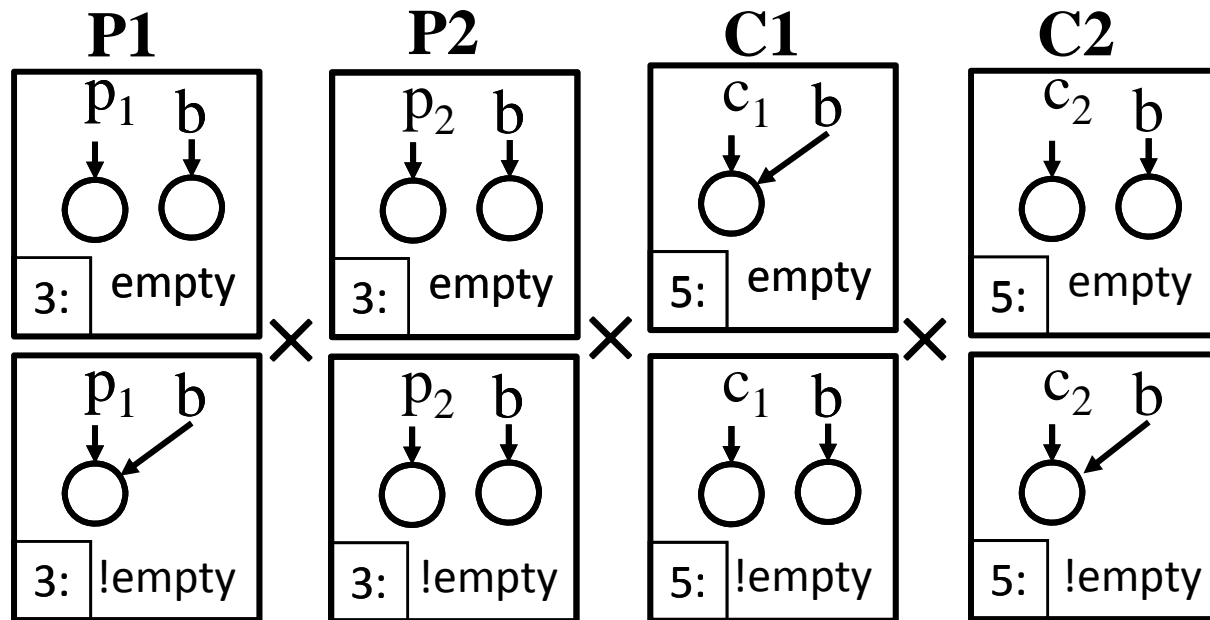 P1 P2 C1 C2
p₁ b p₂ b c₁ b c₂ b
3: empty 3: empty 5: empty 5: empty
× × ×
p₁ b p₂ b c₁ b c₂ b
3: !empty 3: !empty 5: !empty 5: !empty